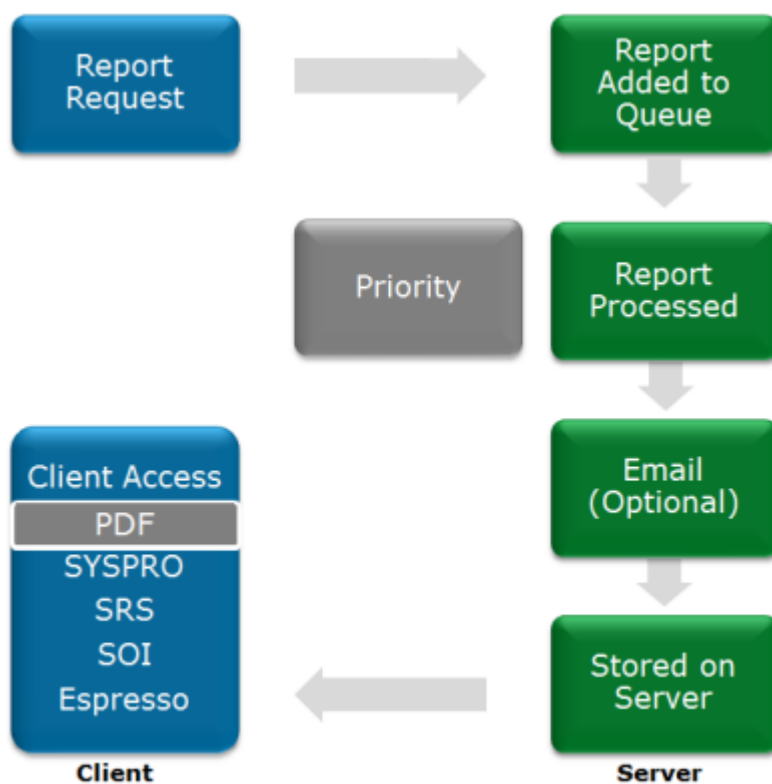 Report
Request
Report
Added to
Queue
Priority
Report
Processed
Client Access
PDF
SYSPRO
SRS
SOI
Espresso
Email
(Optional)
Stored on
Server
Client
Server